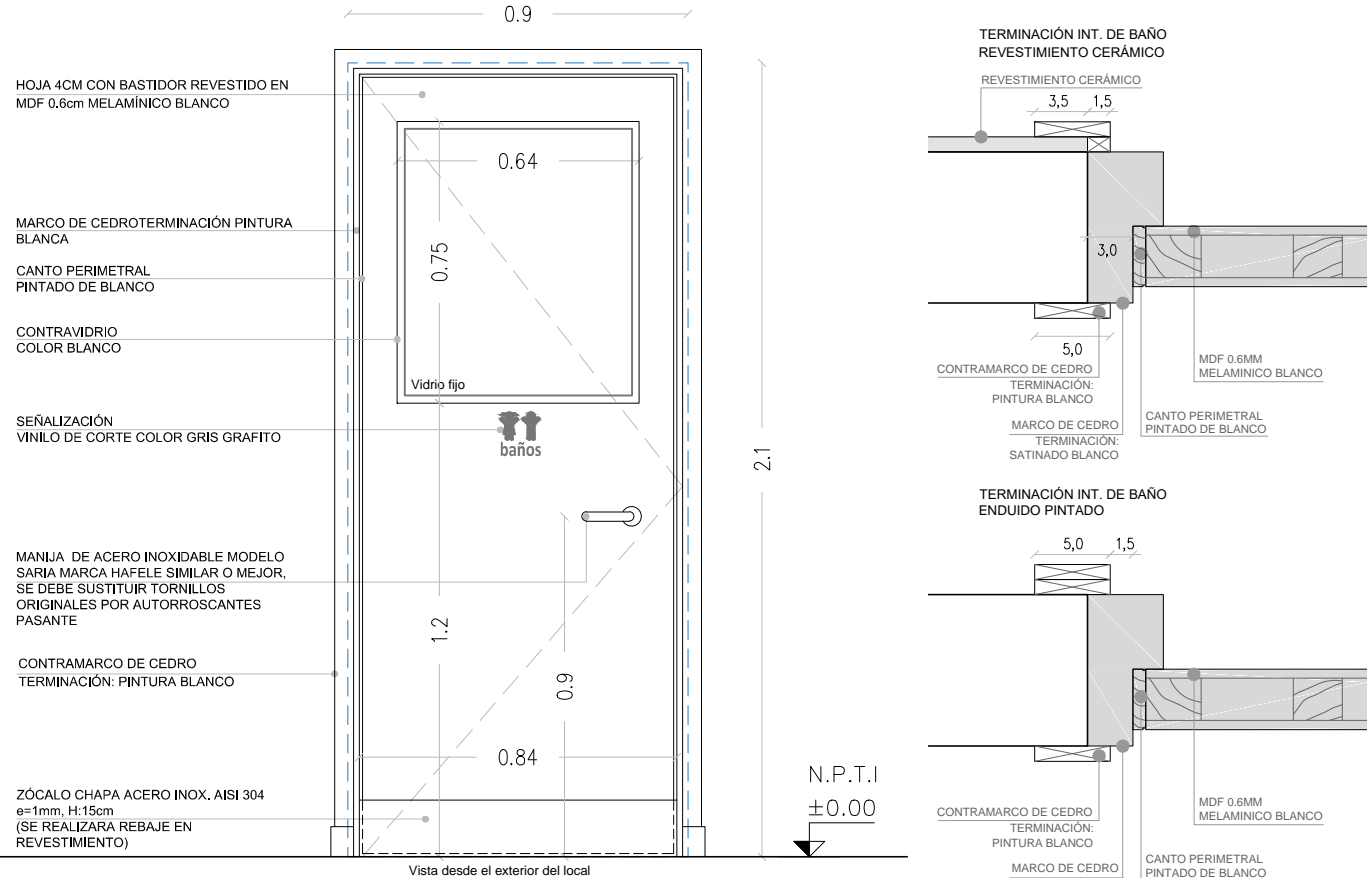 0.9
HOJA 4CM CON BASTIDOR REVESTIDO EN
MDF 0.6cm MELAMÍNICO BLANCO
0.64
MARCO DE CEDROTERMINACIÓN PINTURA
BLANCA
0.75
CANTO PERIMETRAL
PINTADO DE BLANCO
CONTRAVIDRIO
COLOR BLANCO
Vidrio fijo
SEÑALIZACIÓN
VINILO DE CORTE COLOR GRIS GRAFITO
baños
2.1
MANIJA DE ACERO INOXIDABLE MODELO
SARIA MARCA HAFELE SIMILAR O MEJOR,
SE DEBE SUSTITUIR TORNILLOS
ORIGINALES POR AUTORROSCANTES
PASANTE
1.2
0.9
CONTRAMARCO DE CEDRO
TERMINACIÓN: PINTURA BLANCO
0.84
ZÓCALO CHAPA ACERO INOX. AISI 304
e=1mm, H:15cm
(SE REALIZARA REBAJE EN
REVESTIMIENTO)
N.P.T.I
±0.00
Vista desde el exterior del local
TERMINACIÓN INT. DE BAÑO
REVESTIMIENTO CERÁMICO
REVESTIMIENTO CERÁMICO
3,5 1,5
3,0
5,0
CONTRAMARCO DE CEDRO
TERMINACIÓN:
PINTURA BLANCO
MDF 0.6MM
MELAMINICO BLANCO
MARCO DE CEDRO
TERMINACIÓN:
SATINADO BLANCO
CANTO PERIMETRAL
PINTADO DE BLANCO
TERMINACIÓN INT. DE BAÑO
ENDUIDO PINTADO
5,0 1,5
CONTRAMARCO DE CEDRO
TERMINACIÓN:
PINTURA BLANCO
MDF 0.6MM
MELAMINICO BLANCO
MARCO DE CEDRO
CANTO PERIMETRAL
PINTADO DE BLANCO